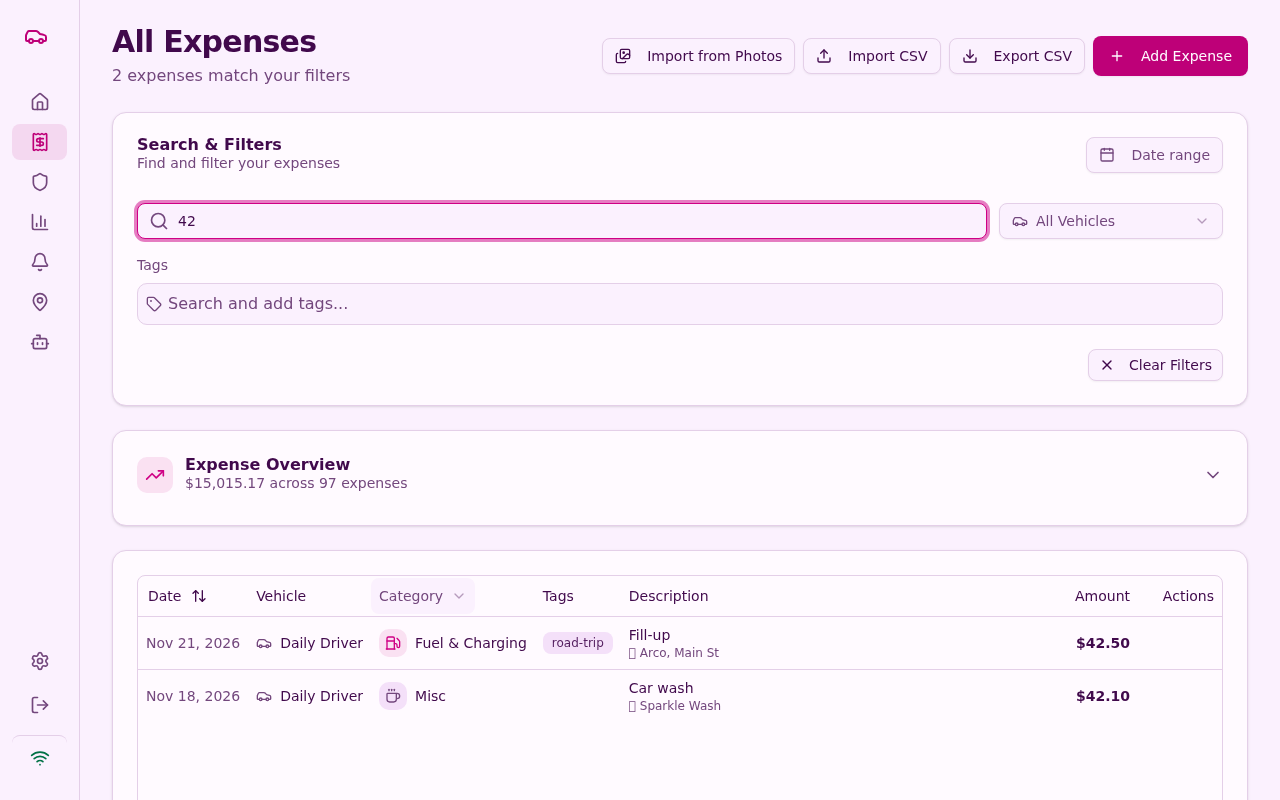 All Expenses
2 expenses match your filters
Import from Photos
Import CSV
Export CSV
Add Expense
Search & Filters
Find and filter your expenses
Date range
42
All Vehicles
Tags
Search and add tags...
Clear Filters
Expense Overview
$15,015.17 across 97 expenses
Date Vehicle Category Tags Description Amount Actions
Nov 21, 2026 Daily Driver Fuel & Charging road-trip Fill-up $42.50
Arco, Main St
Nov 18, 2026 Daily Driver Misc Car wash $42.10
Sparkle Wash